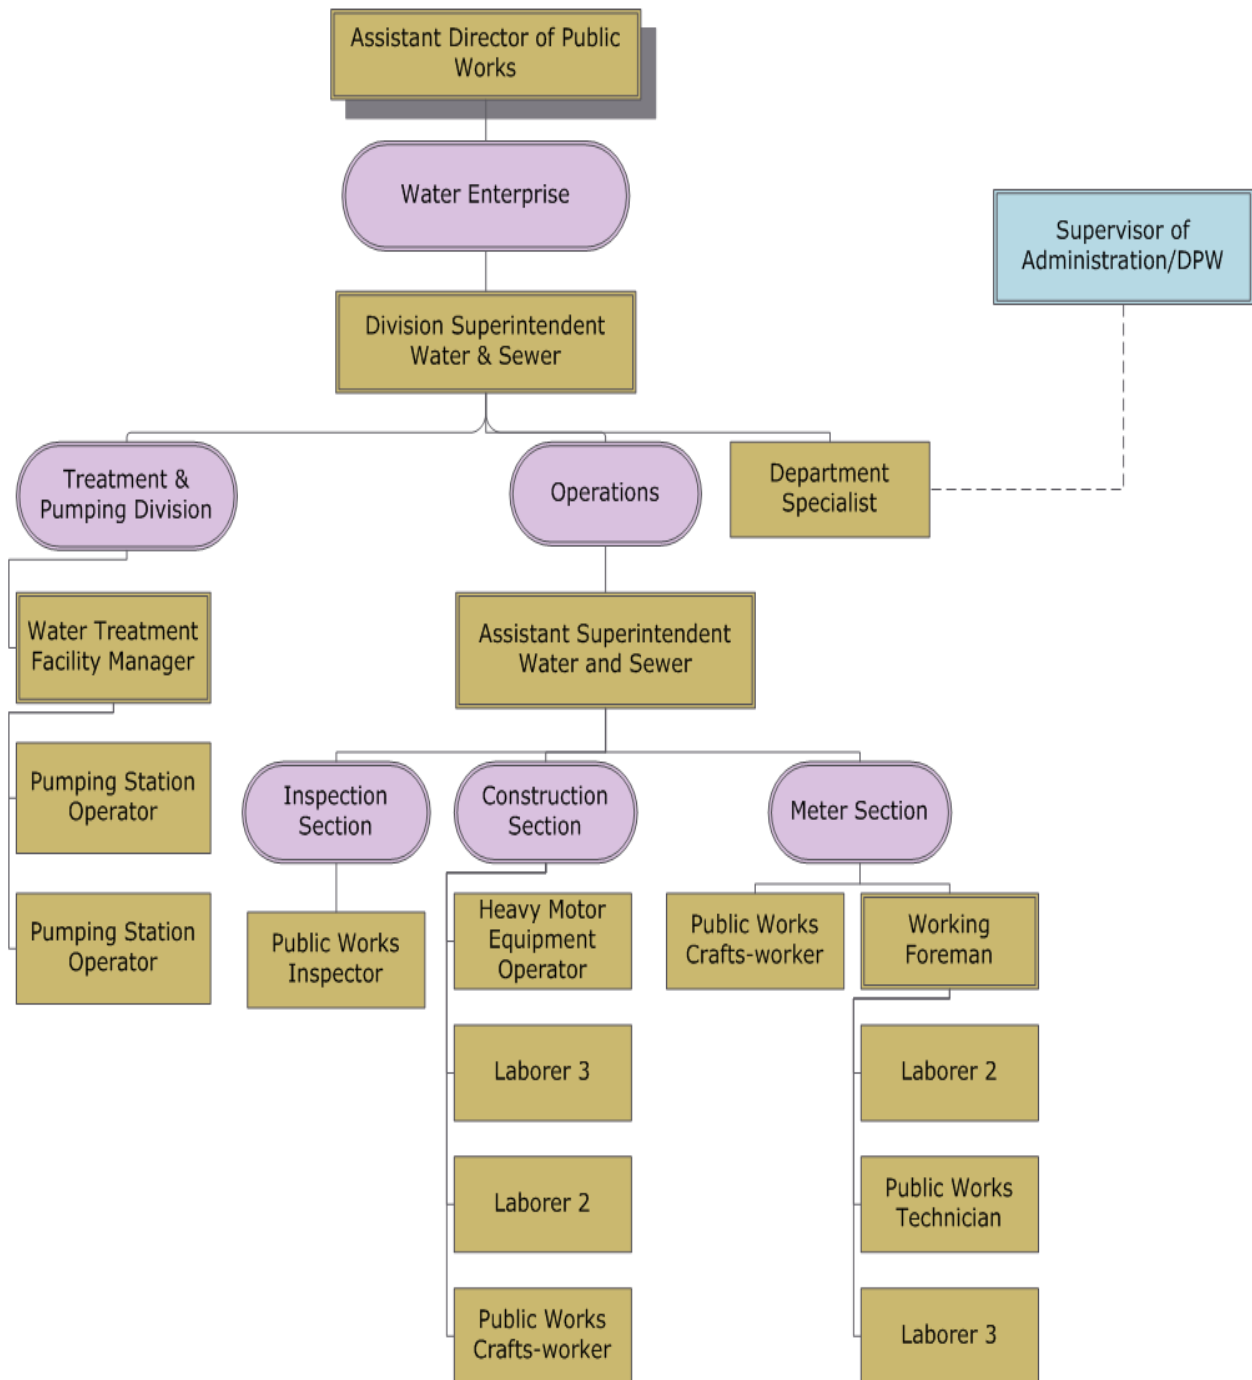 Assistant Director of Public
Works
Water Enterprise
Supervisor of
Administration/DPW
Division Superintendent
Water & Sewer
Treatment &
Pumping Division
Operations
Department
Specialist
Water Treatment
Facility Manager
Assistant Superintendent
Water and Sewer
Pumping Station
Operator
Inspection
Section
Construction
Section
Meter Section
Pumping Station
Operator
Public Works
Inspector
Heavy Motor
Equipment
Operator
Public Works
Crafts-worker
Working
Foreman
Laborer 3
Laborer 2
Laborer 2
Public Works
Technician
Public Works
Crafts-worker
Laborer 3